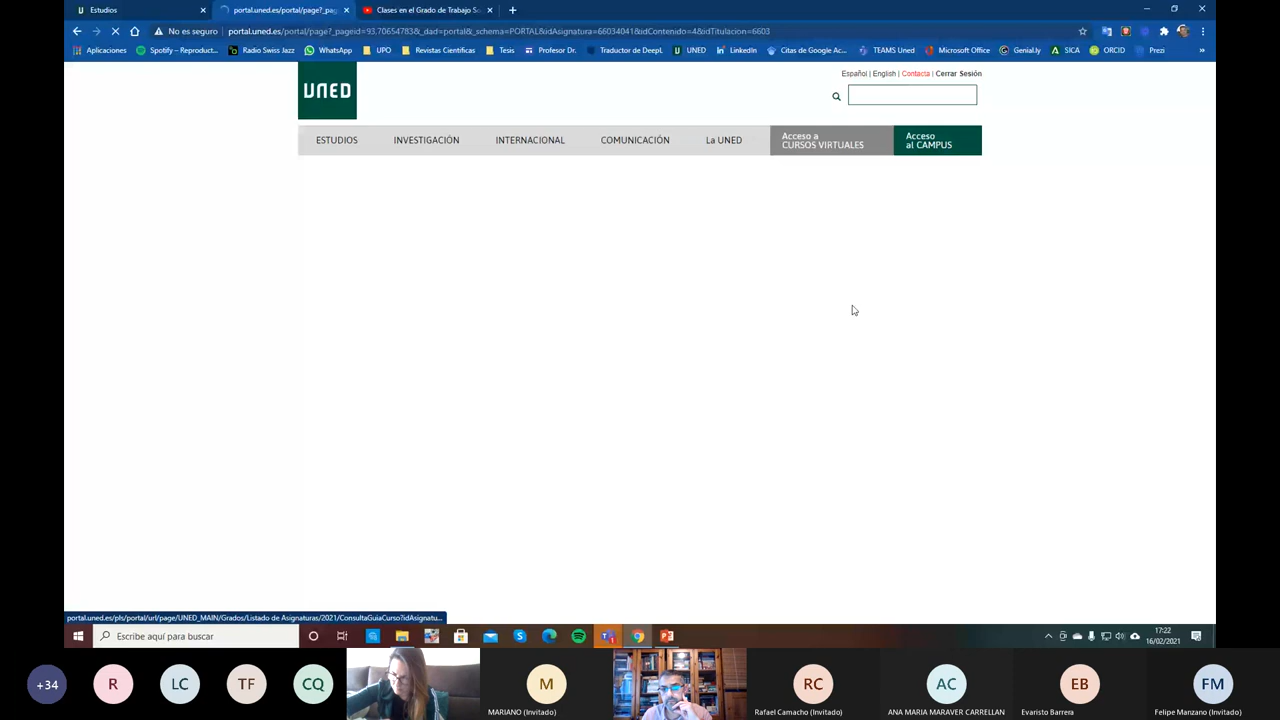 Estudios
portal.uned.es/portal/page?_p
Clases en el Grado de Trabajo S
No es seguro
portal.uned.es/portal/page?_pageid=93,70654783&_dad=portal&_schema=PORTAL&idAsignatura=66034041&idContenido=4&idTitulacion=6603
Aplicaciones
Spotify - Reproduct...
Radio Swiss Jazz
WhatsApp
UPO
Revistas Científicas
Tesis
Traductor de DeepL
UNED
LinkedIn
Citas de Google Ac...
TEAMS Uned
Microsoft Office
Genial.ly
SICA
ORCID
Prezi
»
UNED
Español | English | Contacta | Cerrar Sesión
ESTUDIOS
INVESTIGACIÓN
INTERNACIONAL
COMUNICACIÓN
La UNED
Acceso a
CURSOS VIRTUALES
Acceso
al CAMPUS
portal.uned.es/pls/portal/url/page/UNED_MAIN/Grados/Listado de Asignaturas/2021/ConsultaGuiaCurso?idAsignatu...
Escribe aquí para buscar
17:22
16/02/2021
+34
R
LC
TF
CQ
M
MARIANO (Invitado)
RC
Rafael Camacho (Invitado)
AC
ANA MARIA MARAVER CARRELLAN
EB
Evaristo Barrera
FM
Felipe Manzano (Invitado)